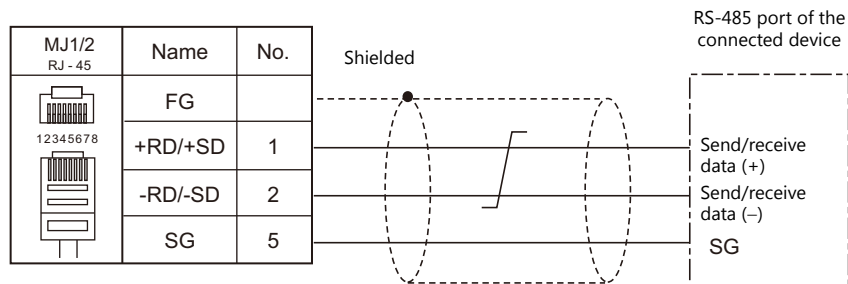 RS-485 port of the
connected device
MJ1/2
RJ - 45
Name
No.
Shielded
FG
12345678
+RD/+SD
1
Send/receive
data (+)
-RD/-SD
2
Send/receive
data (–)
SG
5
SG